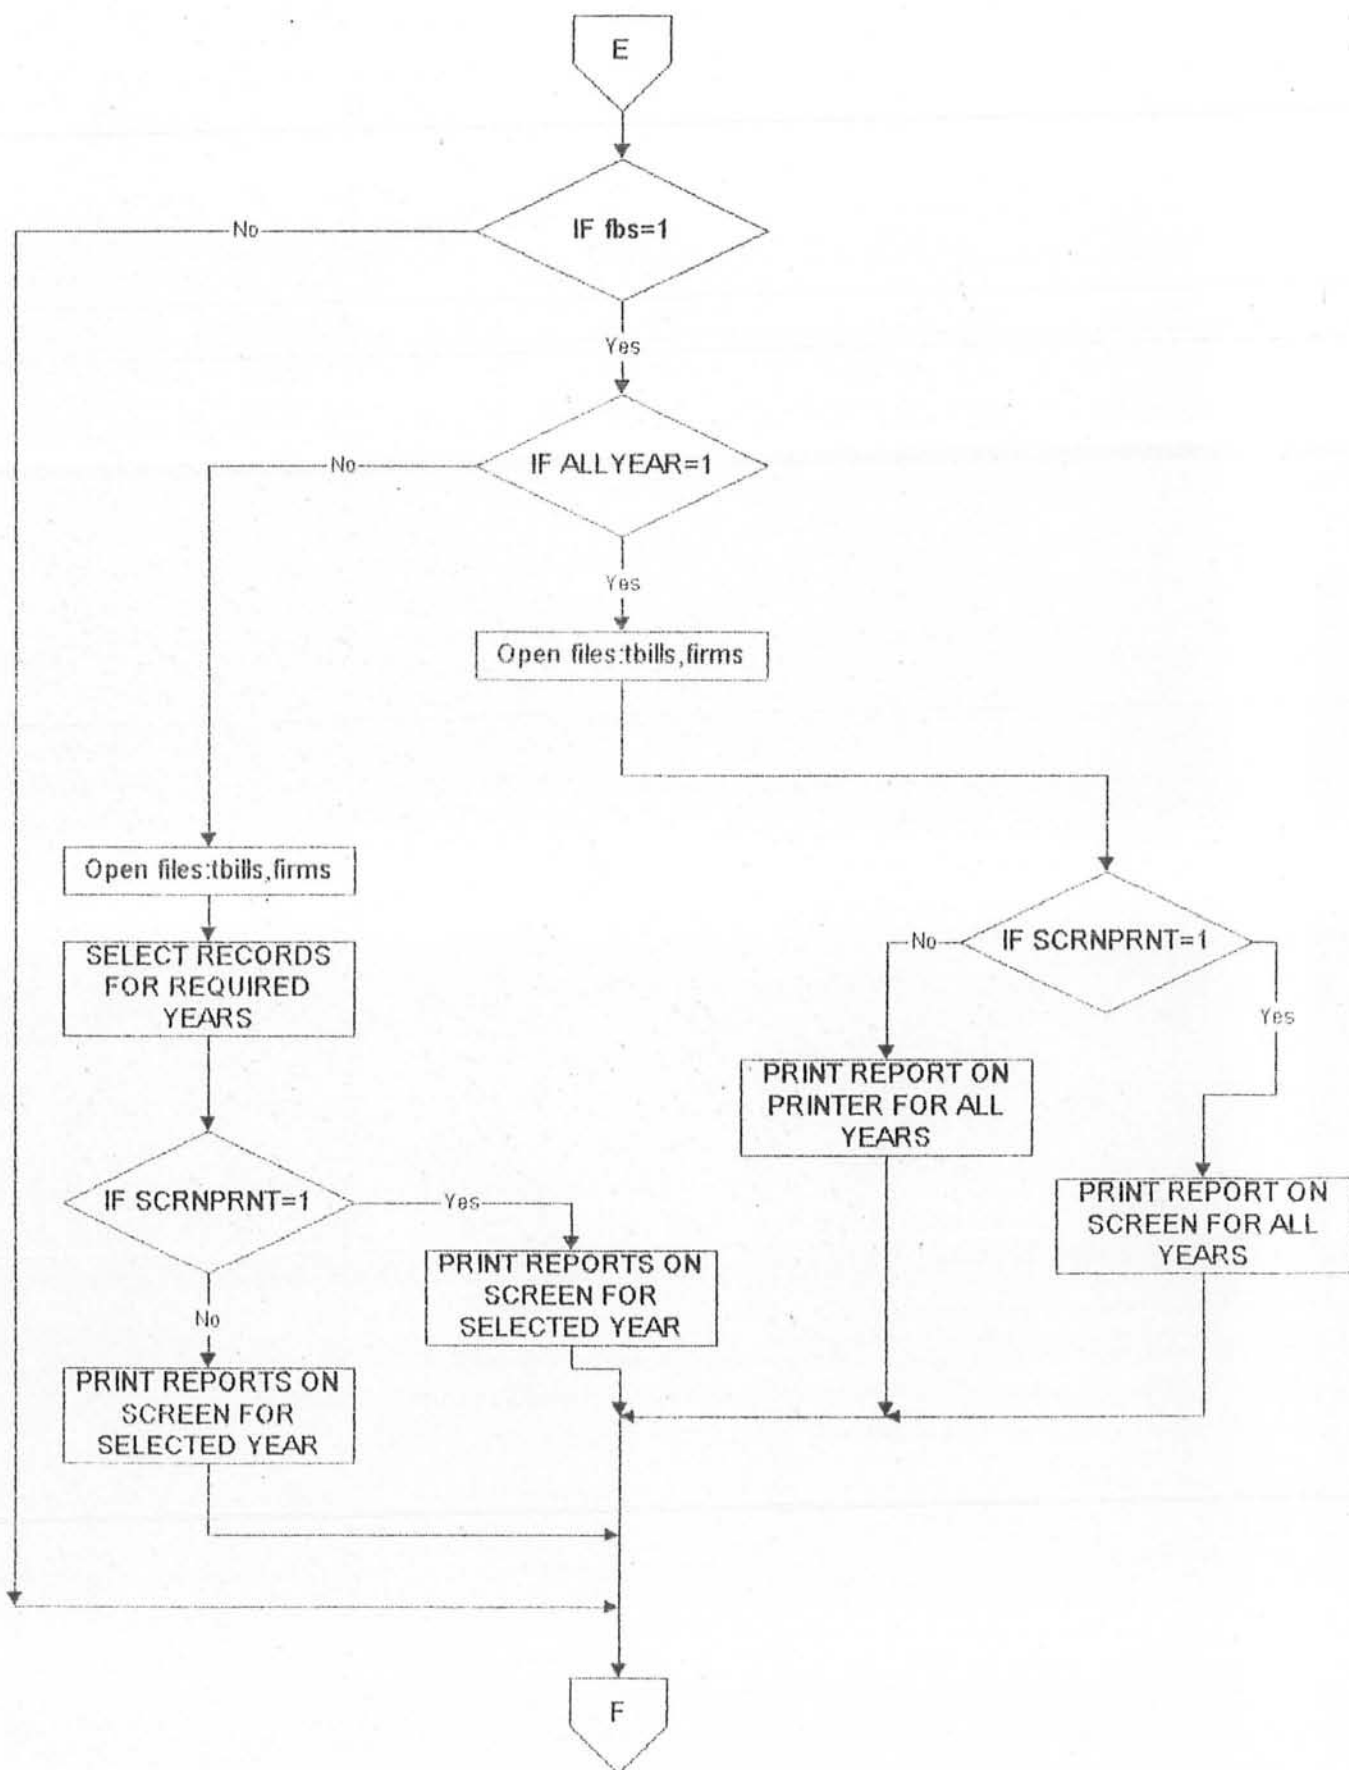 E
IF fbs=1
No
Yes
IF ALLYEAR=1
No
Yes
Open files:tbills,firms
Open files:tbills,firms
SELECT RECORDS
FOR REQUIRED
YEARS
IF SCRNPRNT=1
No
Yes
PRINT REPORT ON
PRINTER FOR ALL
YEARS
PRINT REPORT ON
SCREEN FOR ALL
YEARS
IF SCRNPRNT=1
Yes
No
PRINT REPORTS ON
SCREEN FOR
SELECTED YEAR
PRINT REPORTS ON
SCREEN FOR
SELECTED YEAR
F